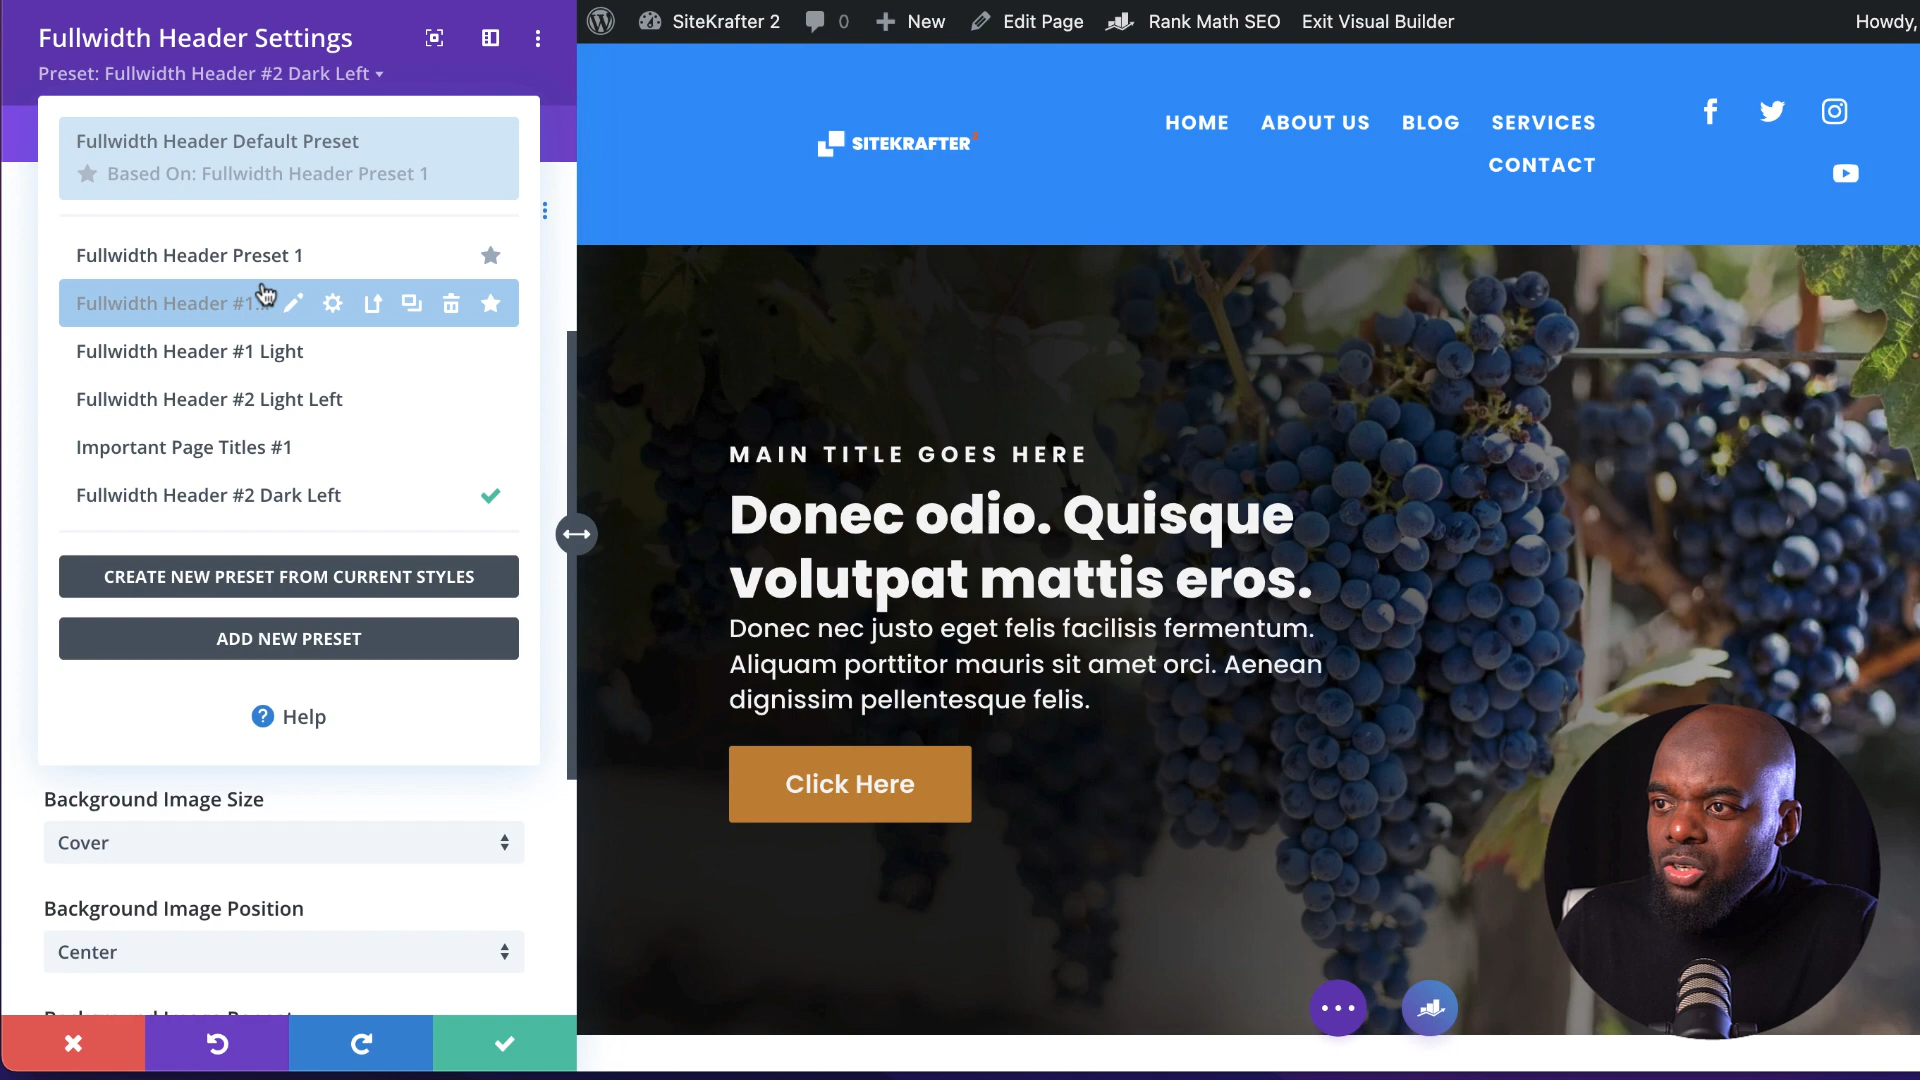 Fullwidth Header Settings
Preset: Fullwidth Header #2 Dark Left
Fullwidth Header Default Preset
Based On: Fullwidth Header Preset 1
Fullwidth Header Preset 1
Fullwidth Header #1...
Fullwidth Header #1 Light
Fullwidth Header #2 Light Left
Important Page Titles #1
Fullwidth Header #2 Dark Left
CREATE NEW PRESET FROM CURRENT STYLES
ADD NEW PRESET
? Help
Background Image Size
Cover
Background Image Position
Center
SiteKrafter 2
0
New
Edit Page
Rank Math SEO
Exit Visual Builder
Howdy,
SITEKRAFTER
HOME
ABOUT US
BLOG
SERVICES
CONTACT
MAIN TITLE GOES HERE
Donec odio. Quisque
volutpat mattis eros.
Donec nec justo eget felis facilisis fermentum.
Aliquam porttitor mauris sit amet orci. Aenean
dignissim pellentesque felis.
Click Here